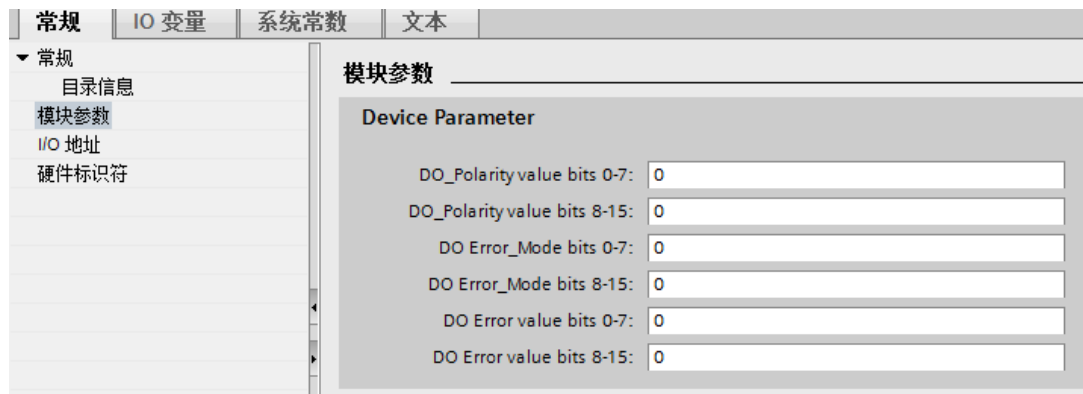 常规 IO 变量 系统常数 文本
常规
目录信息
模块参数
I/O 地址
硬件标识符
模块参数
Device Parameter
DO_Polarity value bits 0-7: 0
DO_Polarity value bits 8-15: 0
DO Error_Mode bits 0-7: 0
DO Error_Mode bits 8-15: 0
DO Error value bits 0-7: 0
DO Error value bits 8-15: 0